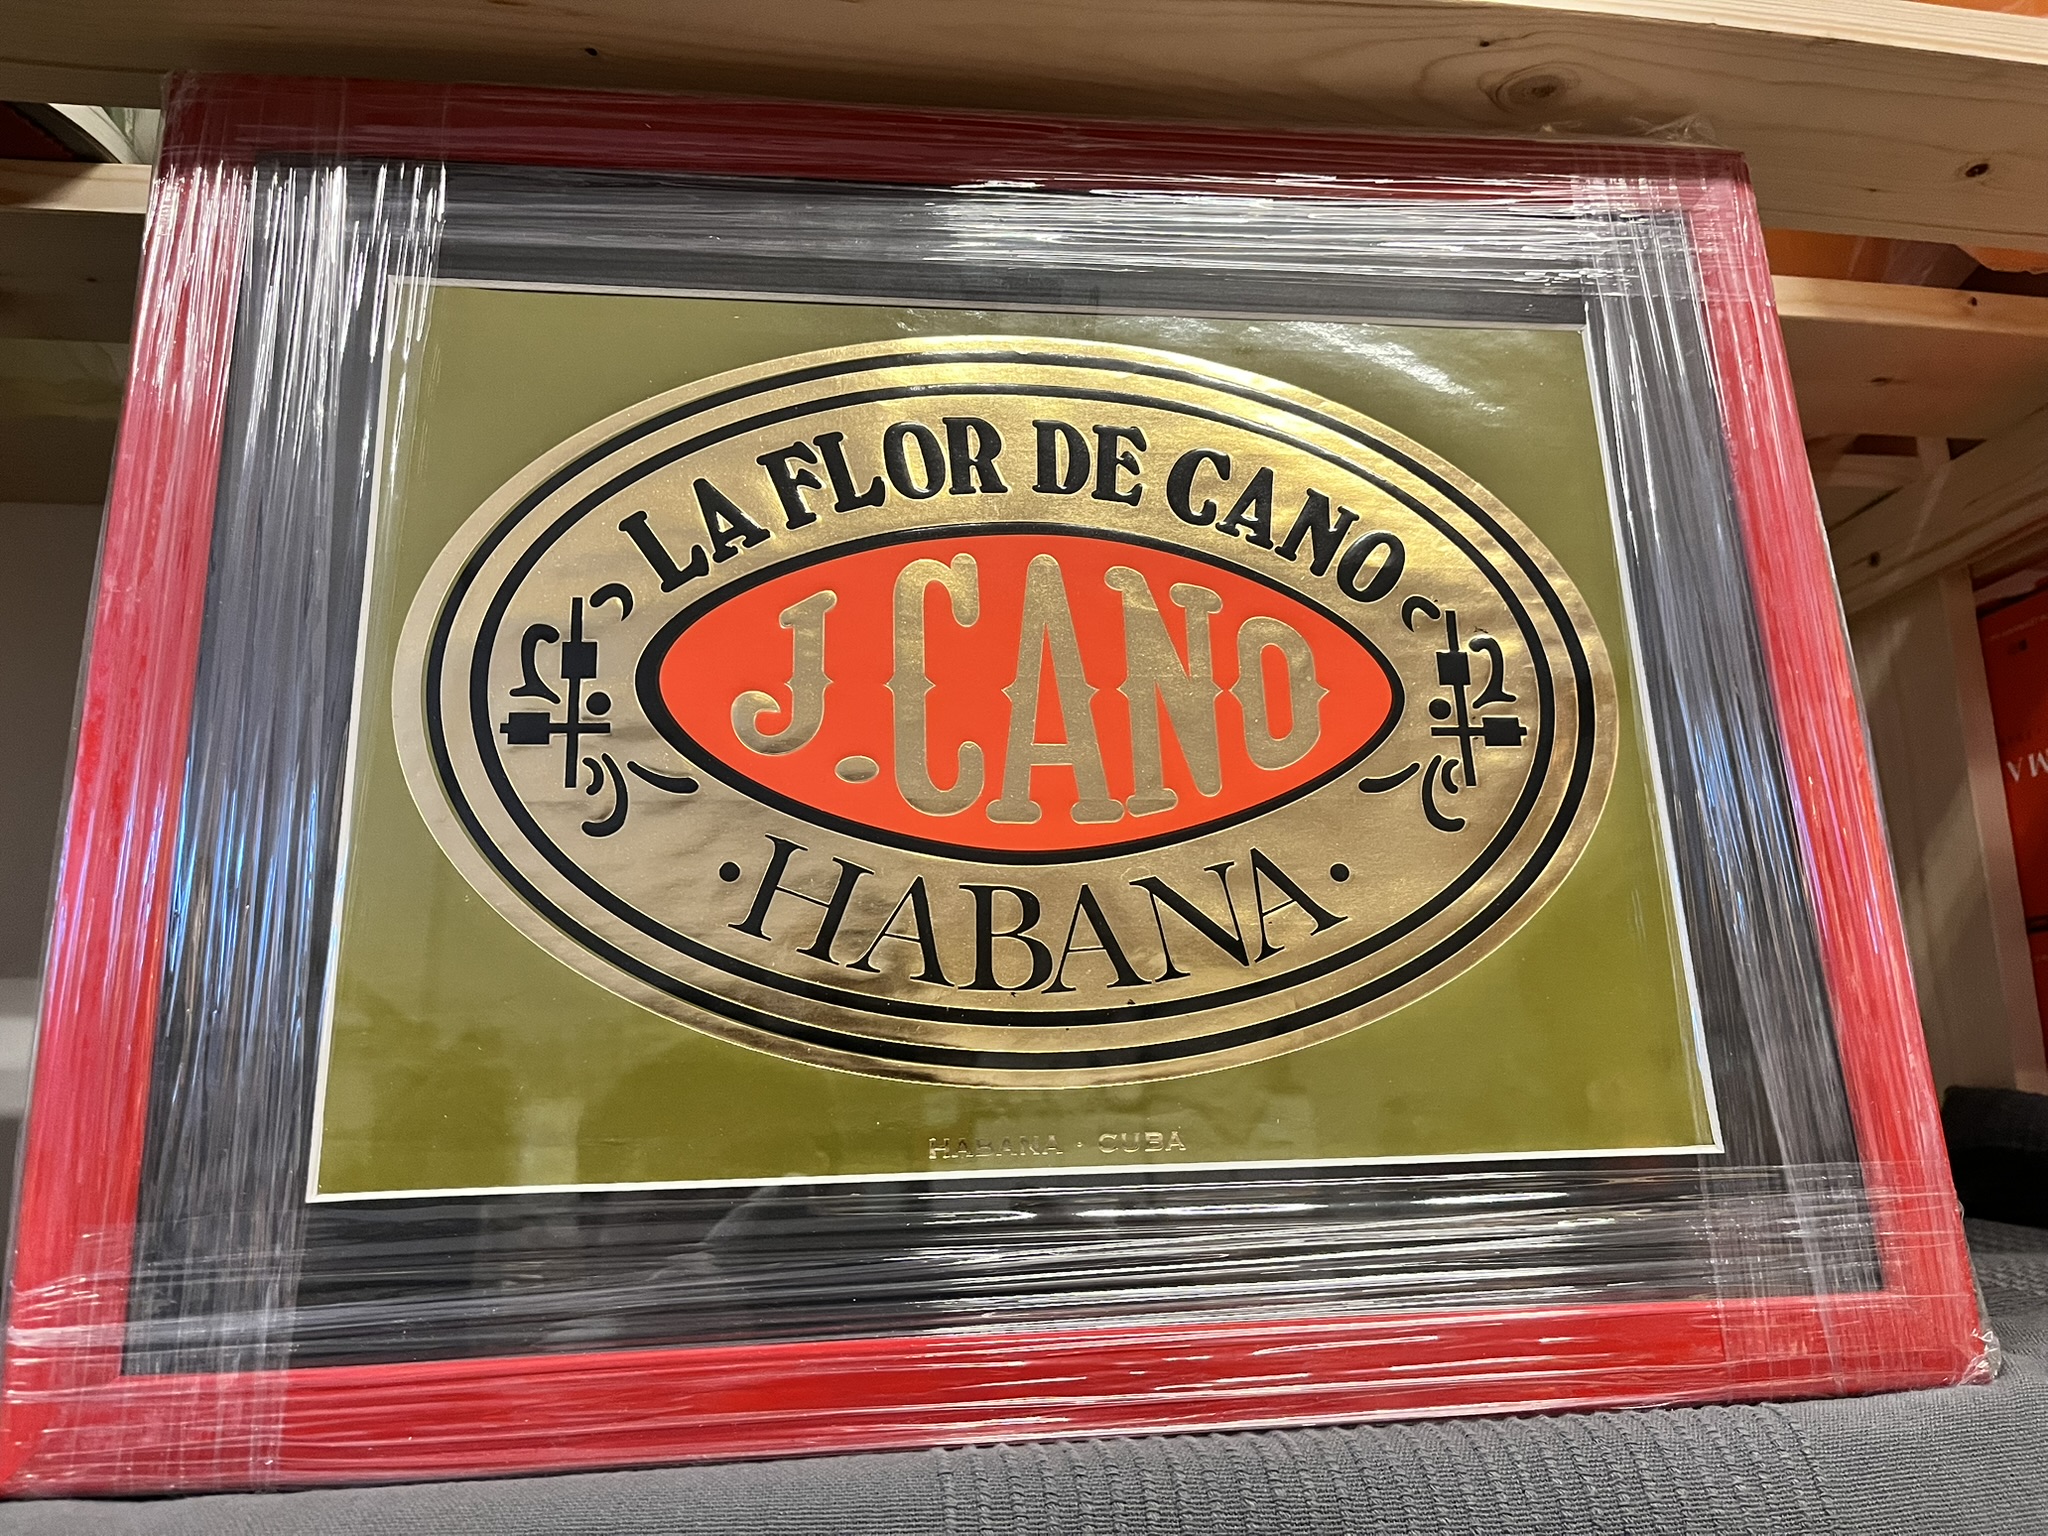 LA FLOR DE CANO
J. CANO
·HABANA·
HABANA · CUBA